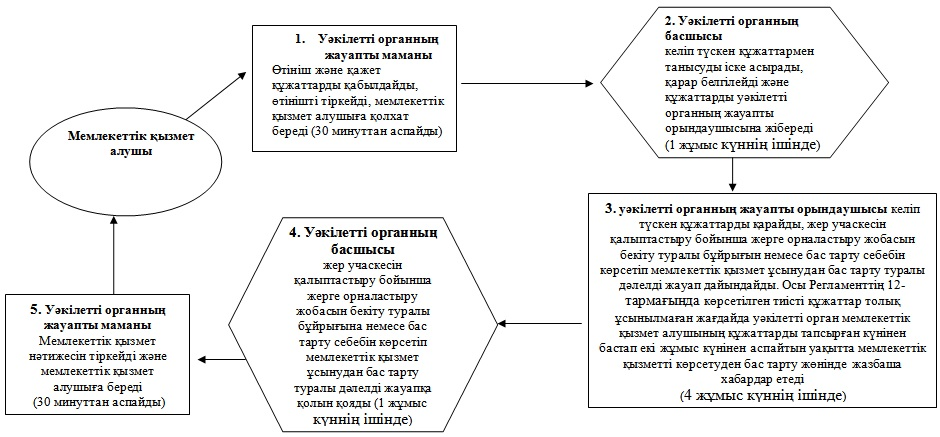 Мемлекеттік қызмет
алушы
1. Уәкілетті органның
жауапты маманы
Өтініш және қажет
құжаттарды қабылдайды,
өтінішті тіркейді, мемлекеттік
қызмет алушыға қолхат
береді (30 минуттан аспайды)
2. Уәкілетті органның
басшысы
келіп түскен құжаттармен
танысуды іске асырады,
қарар белгілейді және
құжаттарды уәкілетті
органның жауапты
орындаушысына жібереді
(1 жұмыс күннің ішінде)
3. уәкілетті органның жауапты орындаушысы келіп
түскен құжаттарды қарайды, жер учаскесін
қалыптастыру бойынша жерге орналастыру жобасын
бекіту туралы бұйрығын немесе бас тарту себебін
көрсетіп мемлекеттік қызмет ұсынудан бас тарту туралы
дәлелді жауап дайындайды. Осы Регламенттің 12-
тармағында көрсетілген тиісті құжаттар толық
ұсынылмаған жағдайда уәкілетті орган мемлекеттік
қызмет алушының құжаттарды тапсырған күнінен
бастап екі жұмыс күнінен аспайтын уақытта мемлекеттік
қызметті көрсетуден бас тарту жөнінде жазбаша
хабардар етеді
(4 жұмыс күннің ішінде)
4. Уәкілетті органның
басшысы
жер учаскесін
қалыптастыру бойынша
жерге орналастыру
жобасын бекіту туралы
бұйрығына немесе бас
тарту себебін көрсетіп
мемлекеттік қызмет
ұсынудан бас тарту
туралы дәлелді жауапқа
қолын қояды (1 жұмыс
күннің ішінде)
5. Уәкілетті органның
жауапты маманы
Мемлекеттік қызмет
нәтижесін тіркейді және
мемлекеттік қызмет
алушыға береді
(30 минуттан аспайды)